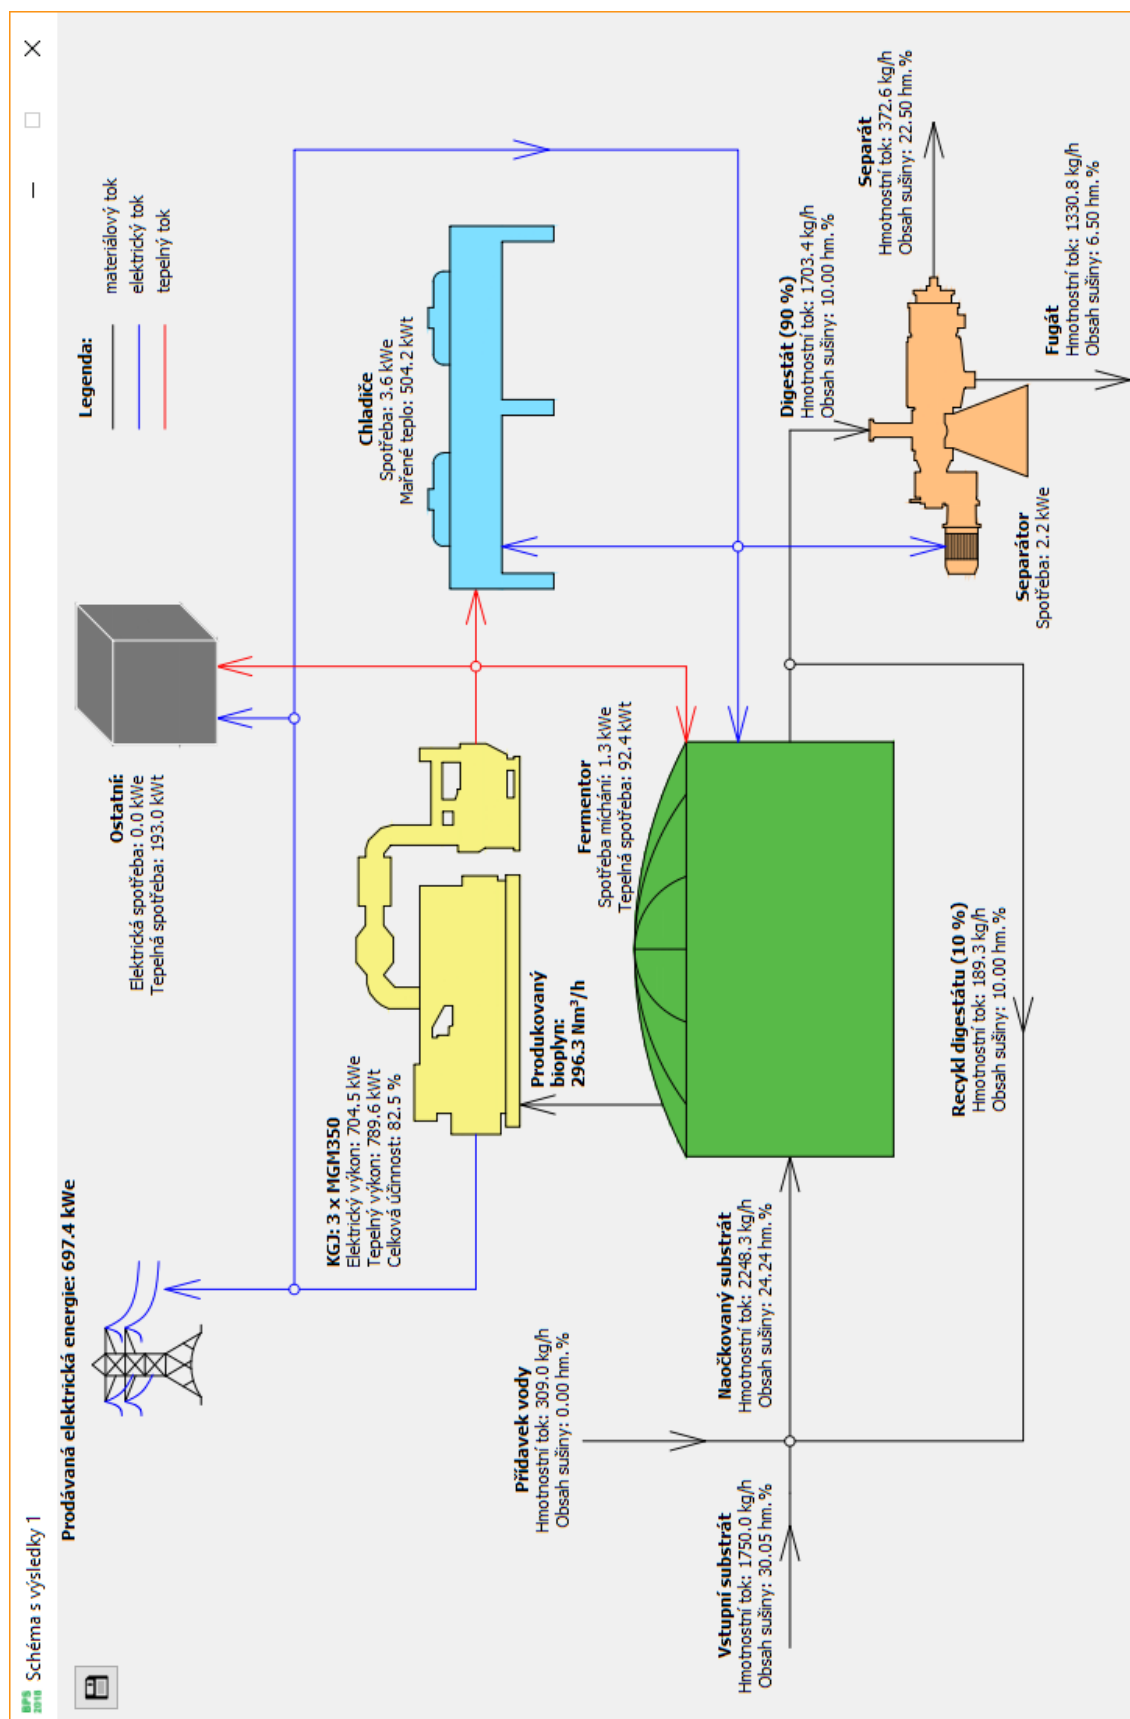 BPS
2018
Schéma s výsledky 1
Prodávaná elektrická energie: 697.4 kWe
Legenda:
materiálový tok
elektrický tok
tepelný tok
Ostatní:
Elektrická spotřeba: 0.0 kWe
Tepelná spotřeba: 193.0 kWt
KGJ: 3 x MGM350
Elektrický výkon: 704.5 kWe
Tepelný výkon: 789.6 kWt
Celková účinnost: 82.5 %
Chladiče
Spotřeba: 3.6 kWe
Mařené teplo: 504.2 kWt
Přídavek vody
Hmotnostní tok: 309.0 kg/h
Obsah sušiny: 0.00 hm. %
Produkovaný
bioplyn:
296.3 Nm³/h
Fermentor
Spotřeba míchání: 1.3 kWe
Tepelná spotřeba: 92.4 kWt
Vstupní substrát
Hmotnostní tok: 1750.0 kg/h
Obsah sušiny: 30.05 hm. %
Naočkovaný substrát
Hmotnostní tok: 2248.3 kg/h
Obsah sušiny: 24.24 hm. %
Digestát (90 %)
Hmotnostní tok: 1703.4 kg/h
Obsah sušiny: 10.00 hm. %
Separát
Hmotnostní tok: 372.6 kg/h
Obsah sušiny: 22.50 hm. %
Recykl digestátu (10 %)
Hmotnostní tok: 189.3 kg/h
Obsah sušiny: 10.00 hm. %
Separátor
Spotřeba: 2.2 kWe
Fugát
Hmotnostní tok: 1330.8 kg/h
Obsah sušiny: 6.50 hm. %